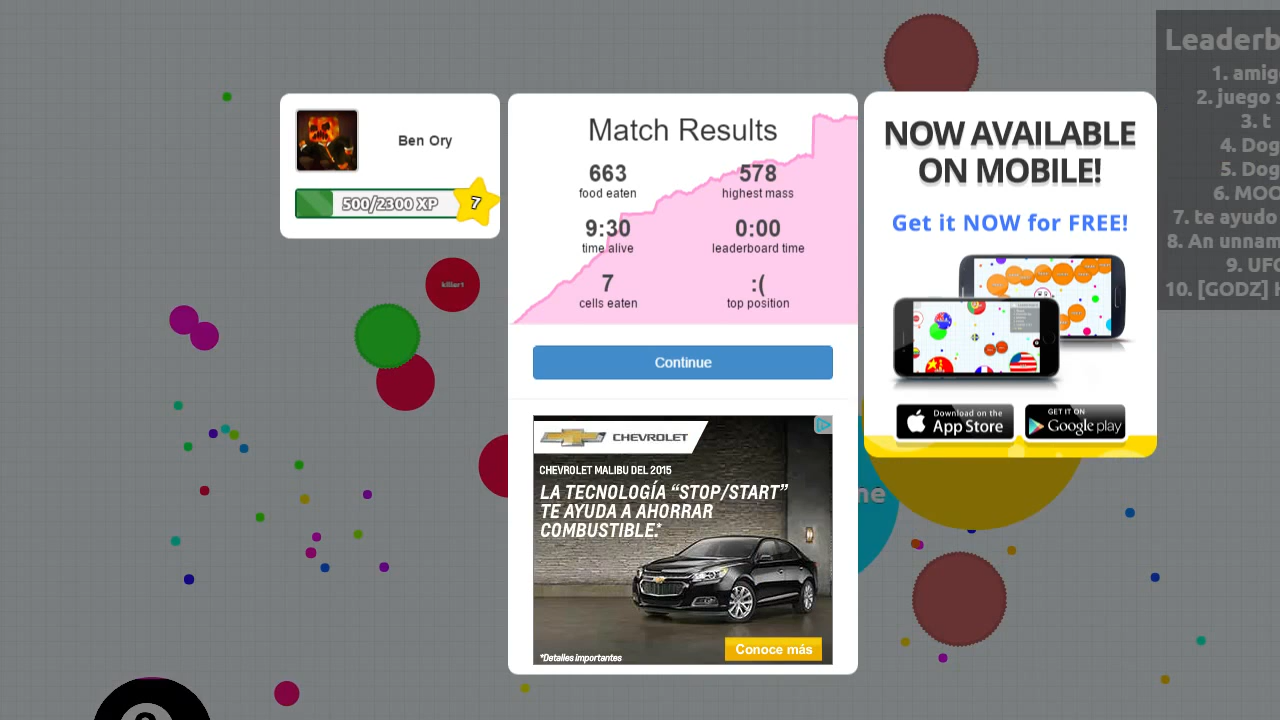 Ben Ory
500/2300 XP
7
killer1
Match Results
663
food eaten
578
highest mass
9:30
time alive
0:00
leaderboard time
7
cells eaten
:(
top position
Continue
CHEVROLET
CHEVROLET MALIBU DEL 2015
LA TECNOLOGÍA “STOP/START”
TE AYUDA A AHORRAR
COMBUSTIBLE.*
*Detalles importantes
Conoce más
NOW AVAILABLE
ON MOBILE!
Get it NOW for FREE!
Download on the
App Store
GET IT ON
Google play
ne
Leaderb
1. amig
2. juego s
3. t
4. Dog
5. Dog
6. MOO
7. te ayudo
8. An unnam
9. UFO
10. [GODZ]